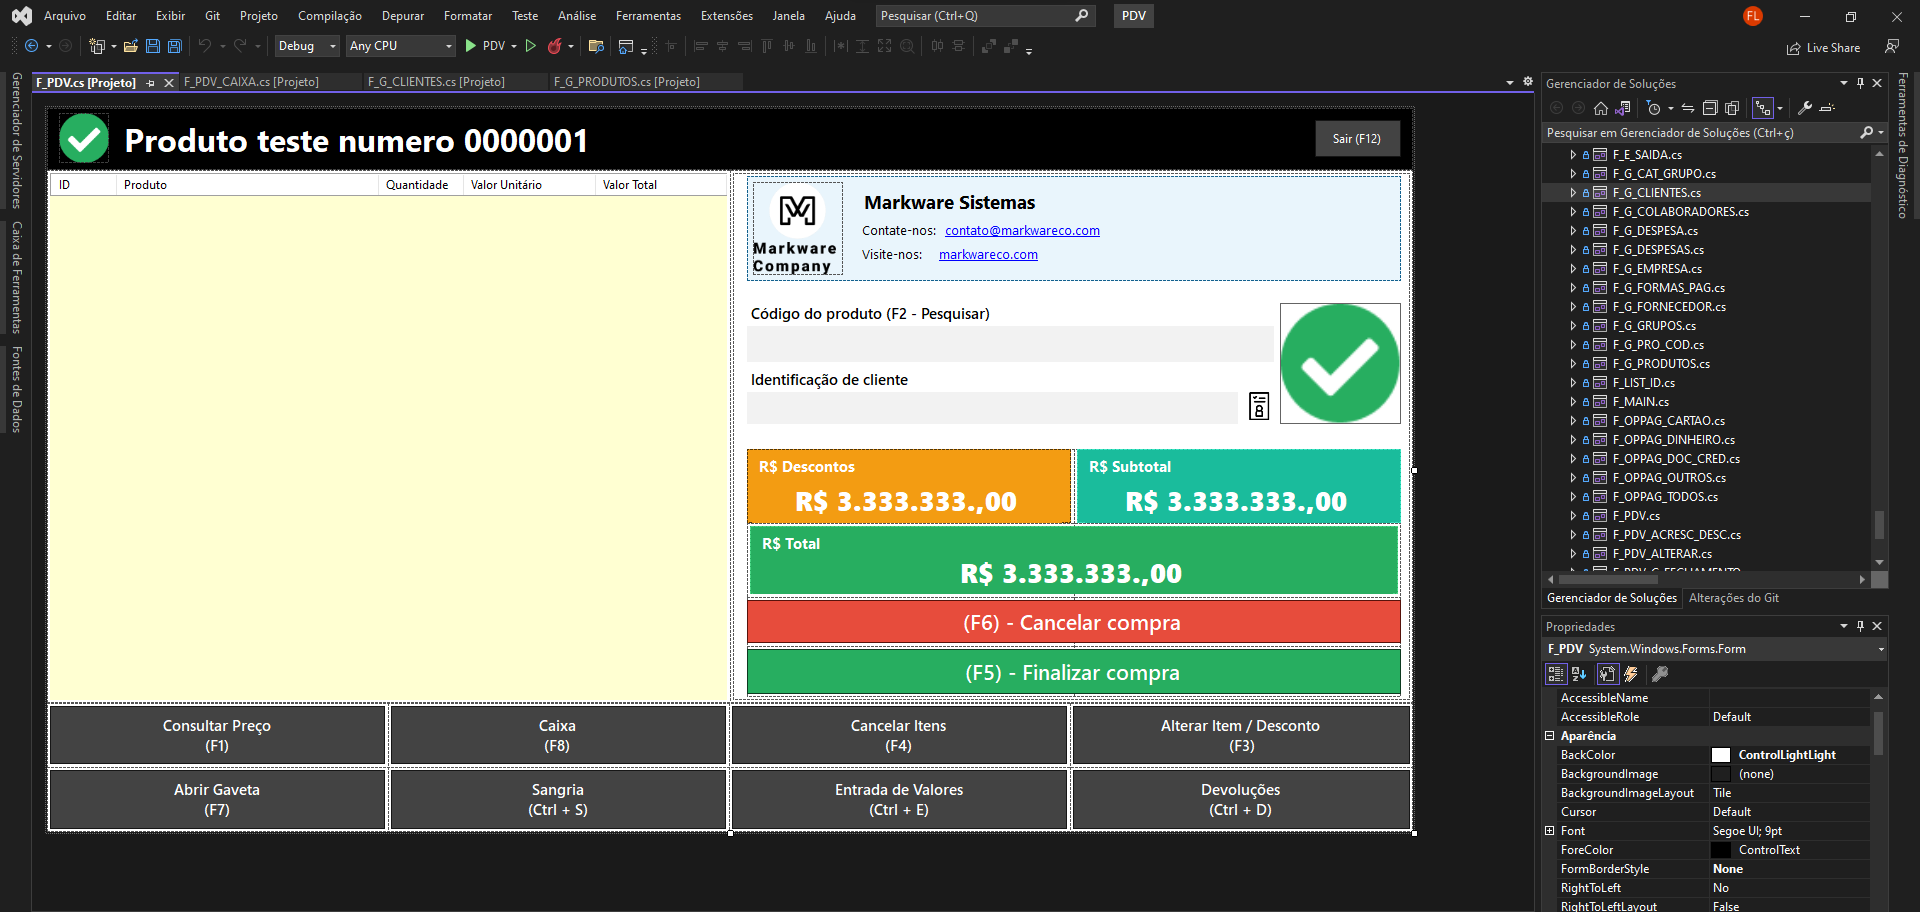 Arquivo Editar Exibir Git Projeto Compilação Depurar Formatar Teste Análise Ferramentas Extensões Janela Ajuda Pesquisar (Ctrl+Q) PDV FL
Debug Any CPU PDV Live Share
F_PDV.cs [Projeto] F_PDV_CAIXA.cs [Projeto] F_G_CLIENTES.cs [Projeto] F_G_PRODUTOS.cs [Projeto]
Gerenciador de Servidores
Caixa de Ferramentas
Fontes de Dados
Produto teste numero 0000001
Sair (F12)
ID Produto Quantidade Valor Unitário Valor Total
Markware
Company
Markware Sistemas
Contate-nos: contato@markwareco.com
Visite-nos: markwareco.com
Código do produto (F2 - Pesquisar)
Identificação de cliente
R$ Descontos
R$ 3.333.333.,00
R$ Subtotal
R$ 3.333.333.,00
R$ Total
R$ 3.333.333.,00
(F6) - Cancelar compra
(F5) - Finalizar compra
Consultar Preço
(F1)
Caixa
(F8)
Cancelar Itens
(F4)
Alterar Item / Desconto
(F3)
Abrir Gaveta
(F7)
Sangria
(Ctrl + S)
Entrada de Valores
(Ctrl + E)
Devoluções
(Ctrl + D)
Gerenciador de Soluções
Pesquisar em Gerenciador de Soluções (Ctrl+ç)
F_E_SAIDA.cs
F_G_CAT_GRUPO.cs
F_G_CLIENTES.cs
F_G_COLABORADORES.cs
F_G_DESPESA.cs
F_G_DESPESAS.cs
F_G_EMPRESA.cs
F_G_FORMAS_PAG.cs
F_G_FORNECEDOR.cs
F_G_GRUPOS.cs
F_G_PRO_COD.cs
F_G_PRODUTOS.cs
F_LIST_ID.cs
F_MAIN.cs
F_OPPAG_CARTAO.cs
F_OPPAG_DINHEIRO.cs
F_OPPAG_DOC_CRED.cs
F_OPPAG_OUTROS.cs
F_OPPAG_TODOS.cs
F_PDV.cs
F_PDV_ACRESC_DESC.cs
F_PDV_ALTERAR.cs
Gerenciador de Soluções Alterações do Git
Propriedades
F_PDV System.Windows.Forms.Form
AccessibleName
AccessibleRole Default
Aparência
BackColor ControlLightLight
BackgroundImage (none)
BackgroundImageLayout Tile
Cursor Default
Font Segoe UI; 9pt
ForeColor ControlText
FormBorderStyle None
RightToLeft No
RightToLeftLayout False
Ferramentas de Diagnóstico